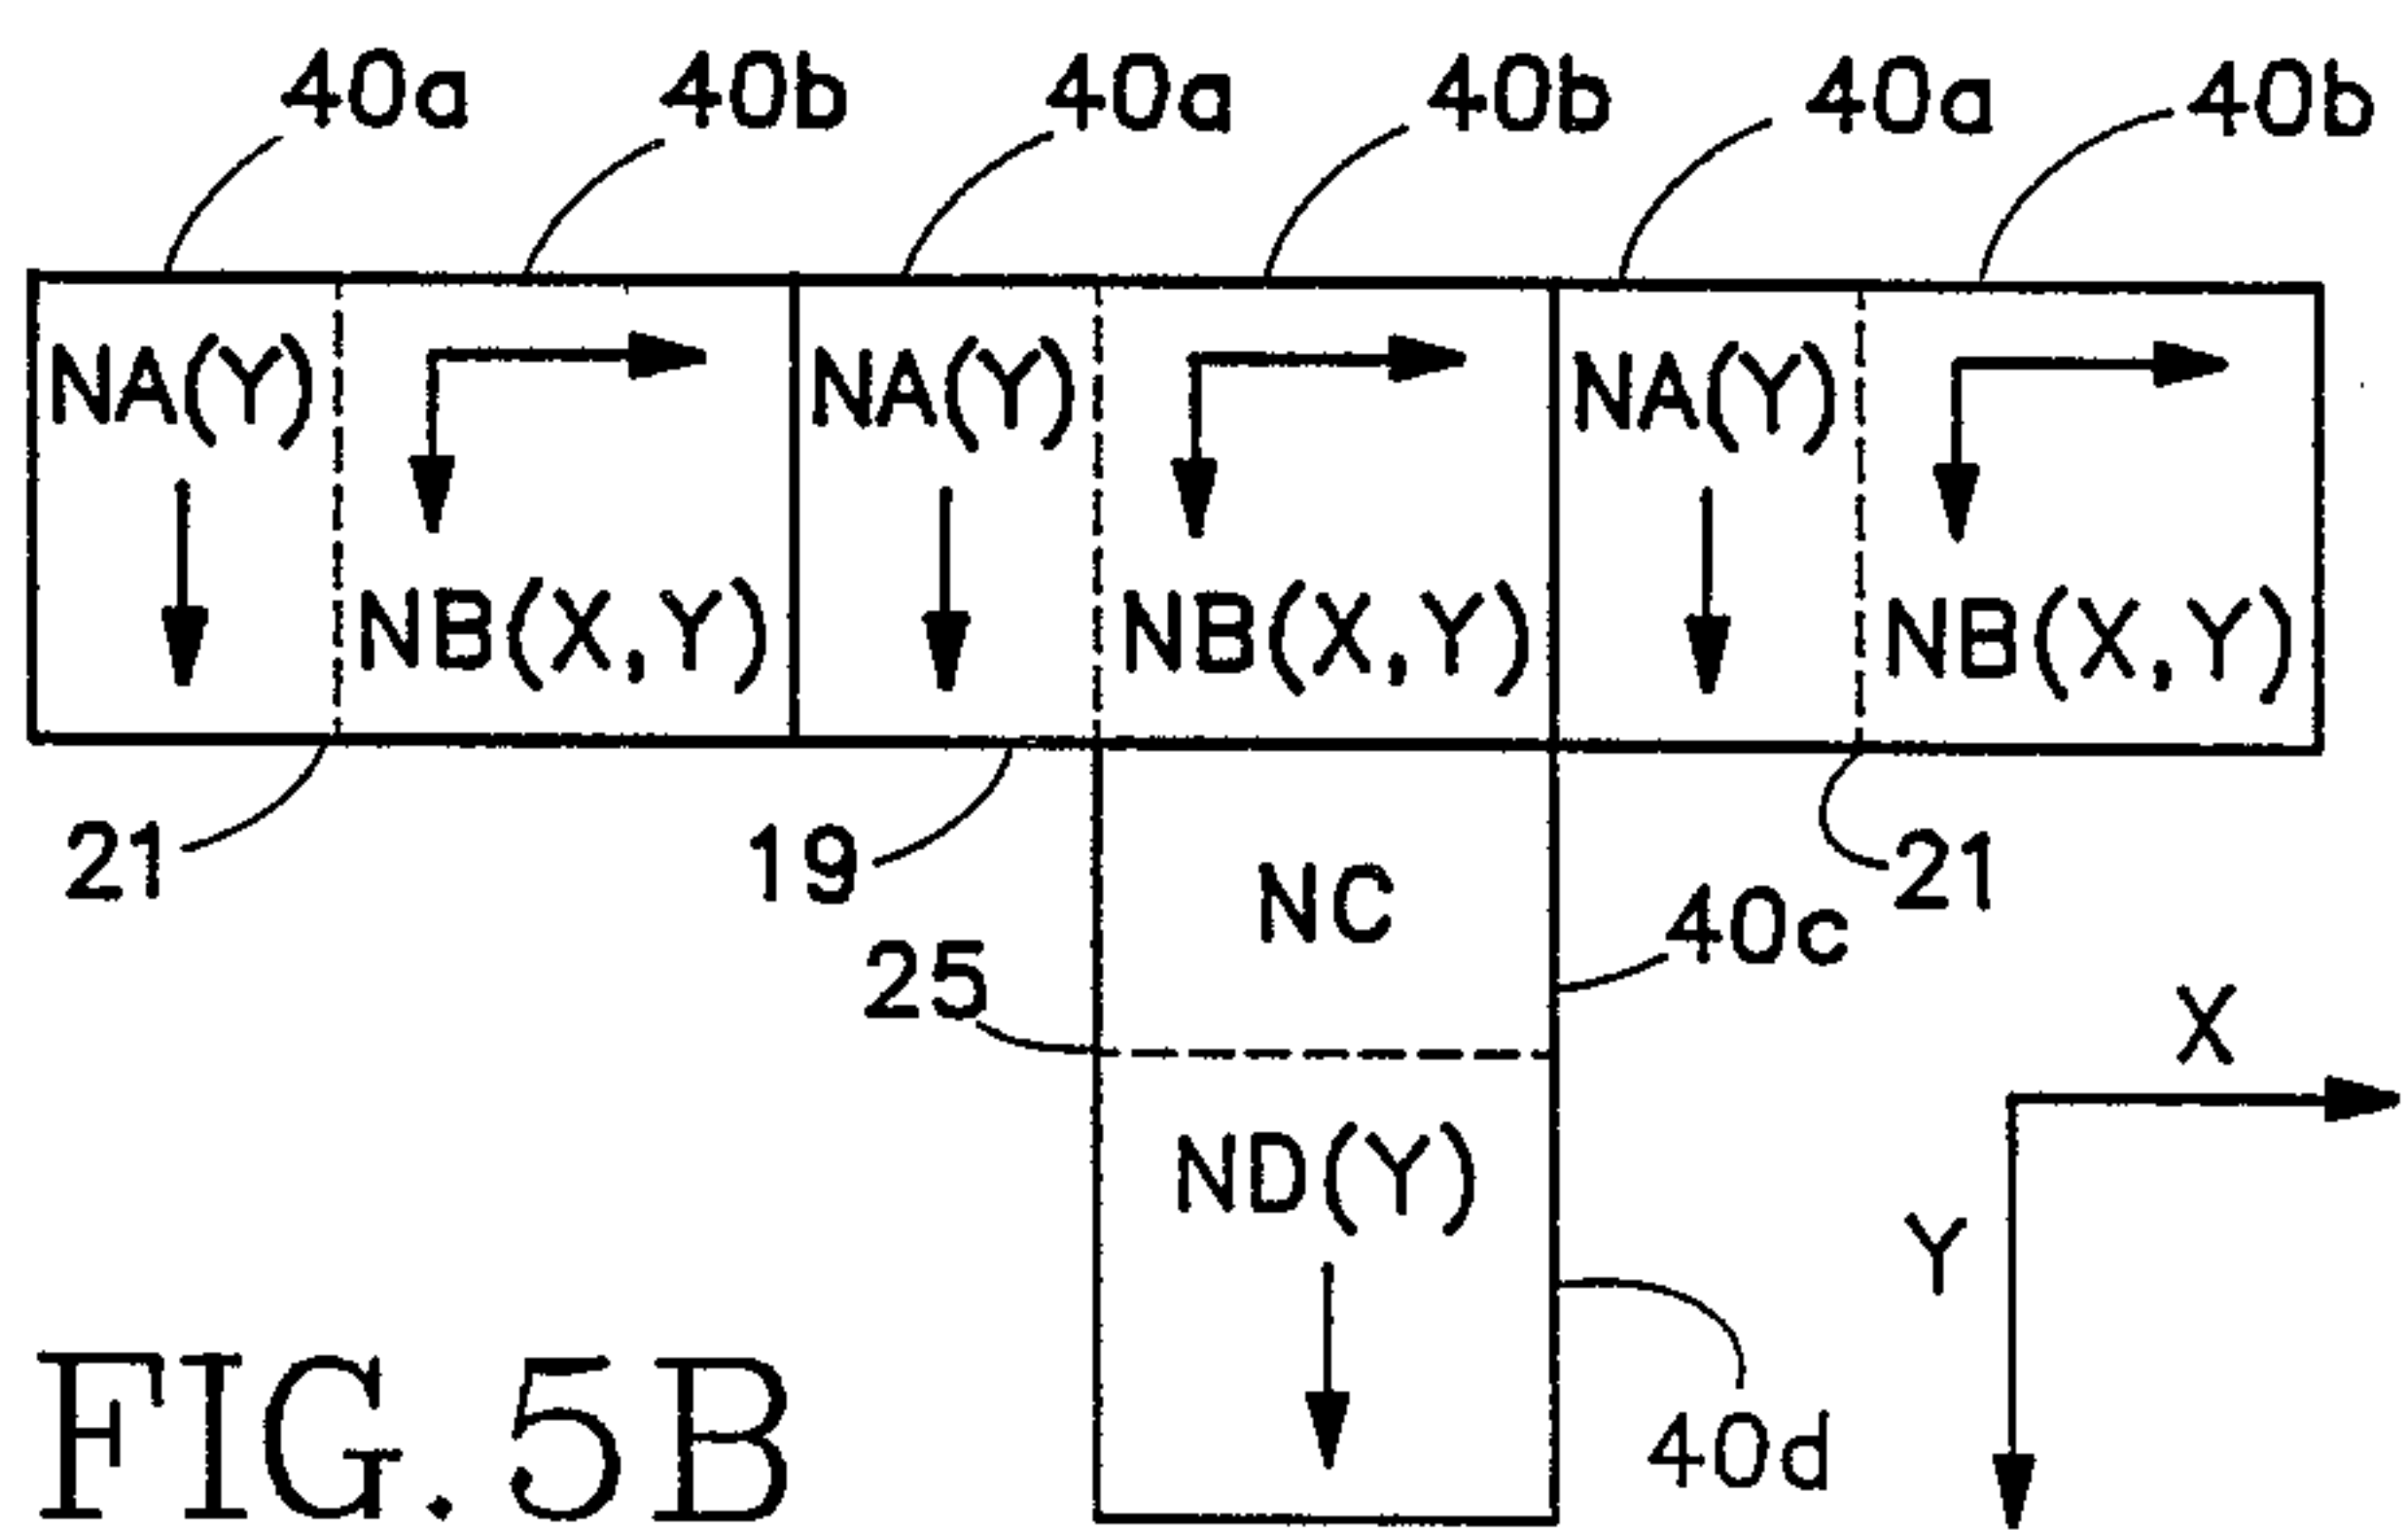 40a 40b 40a 40b 40a 40b
NA(Y) NA(Y) NA(Y)
NB(X,Y) NB(X,Y) NB(X,Y)
21 19 21
NC
40c
25
X
ND(Y)
Y
40d
FIG. 5B